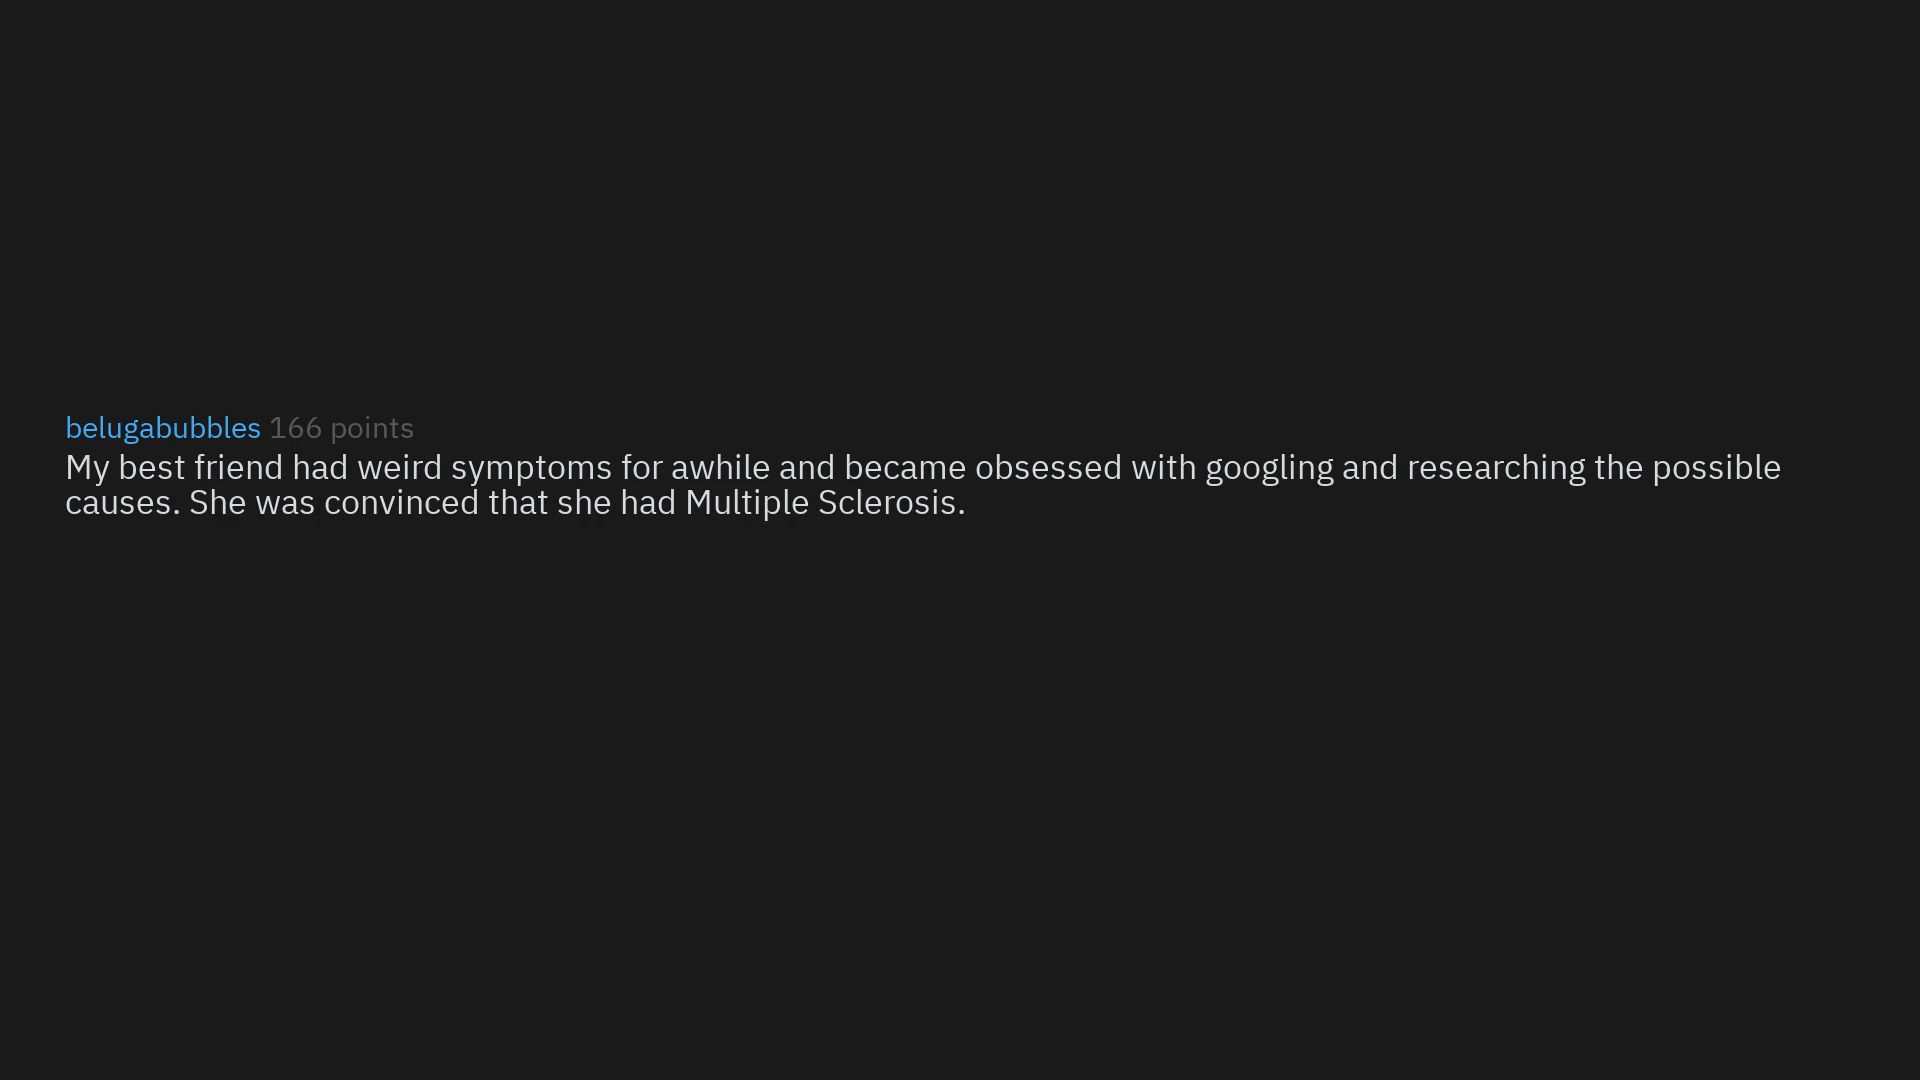 belugabubbles 166 points
My best friend had weird symptoms for awhile and became obsessed with googling and researching the possible
causes. She was convinced that she had Multiple Sclerosis.